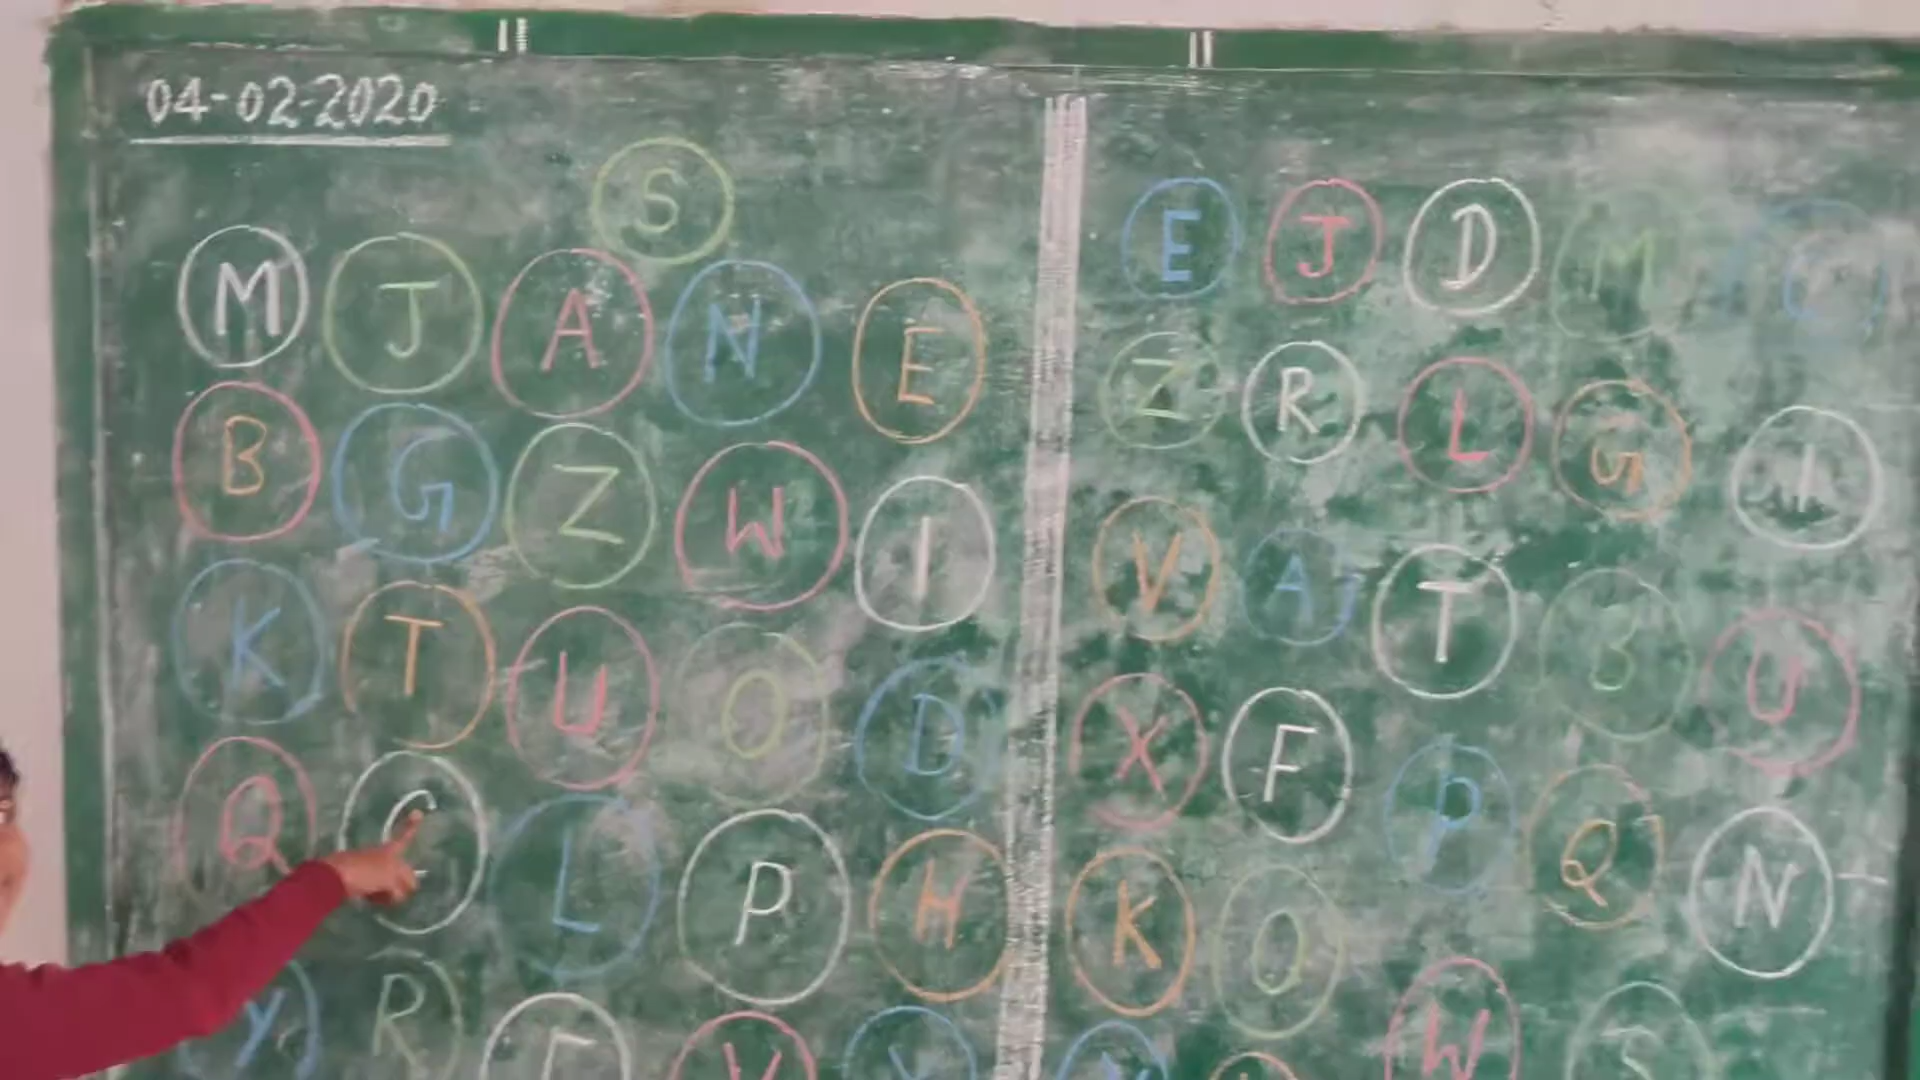 04-02-2020
S
M J A N E
B G Z W I
K T U O D
Q C L P H
Y R
E J D M C
Z R L G I
V A T B U
X F P Q N
K O W S